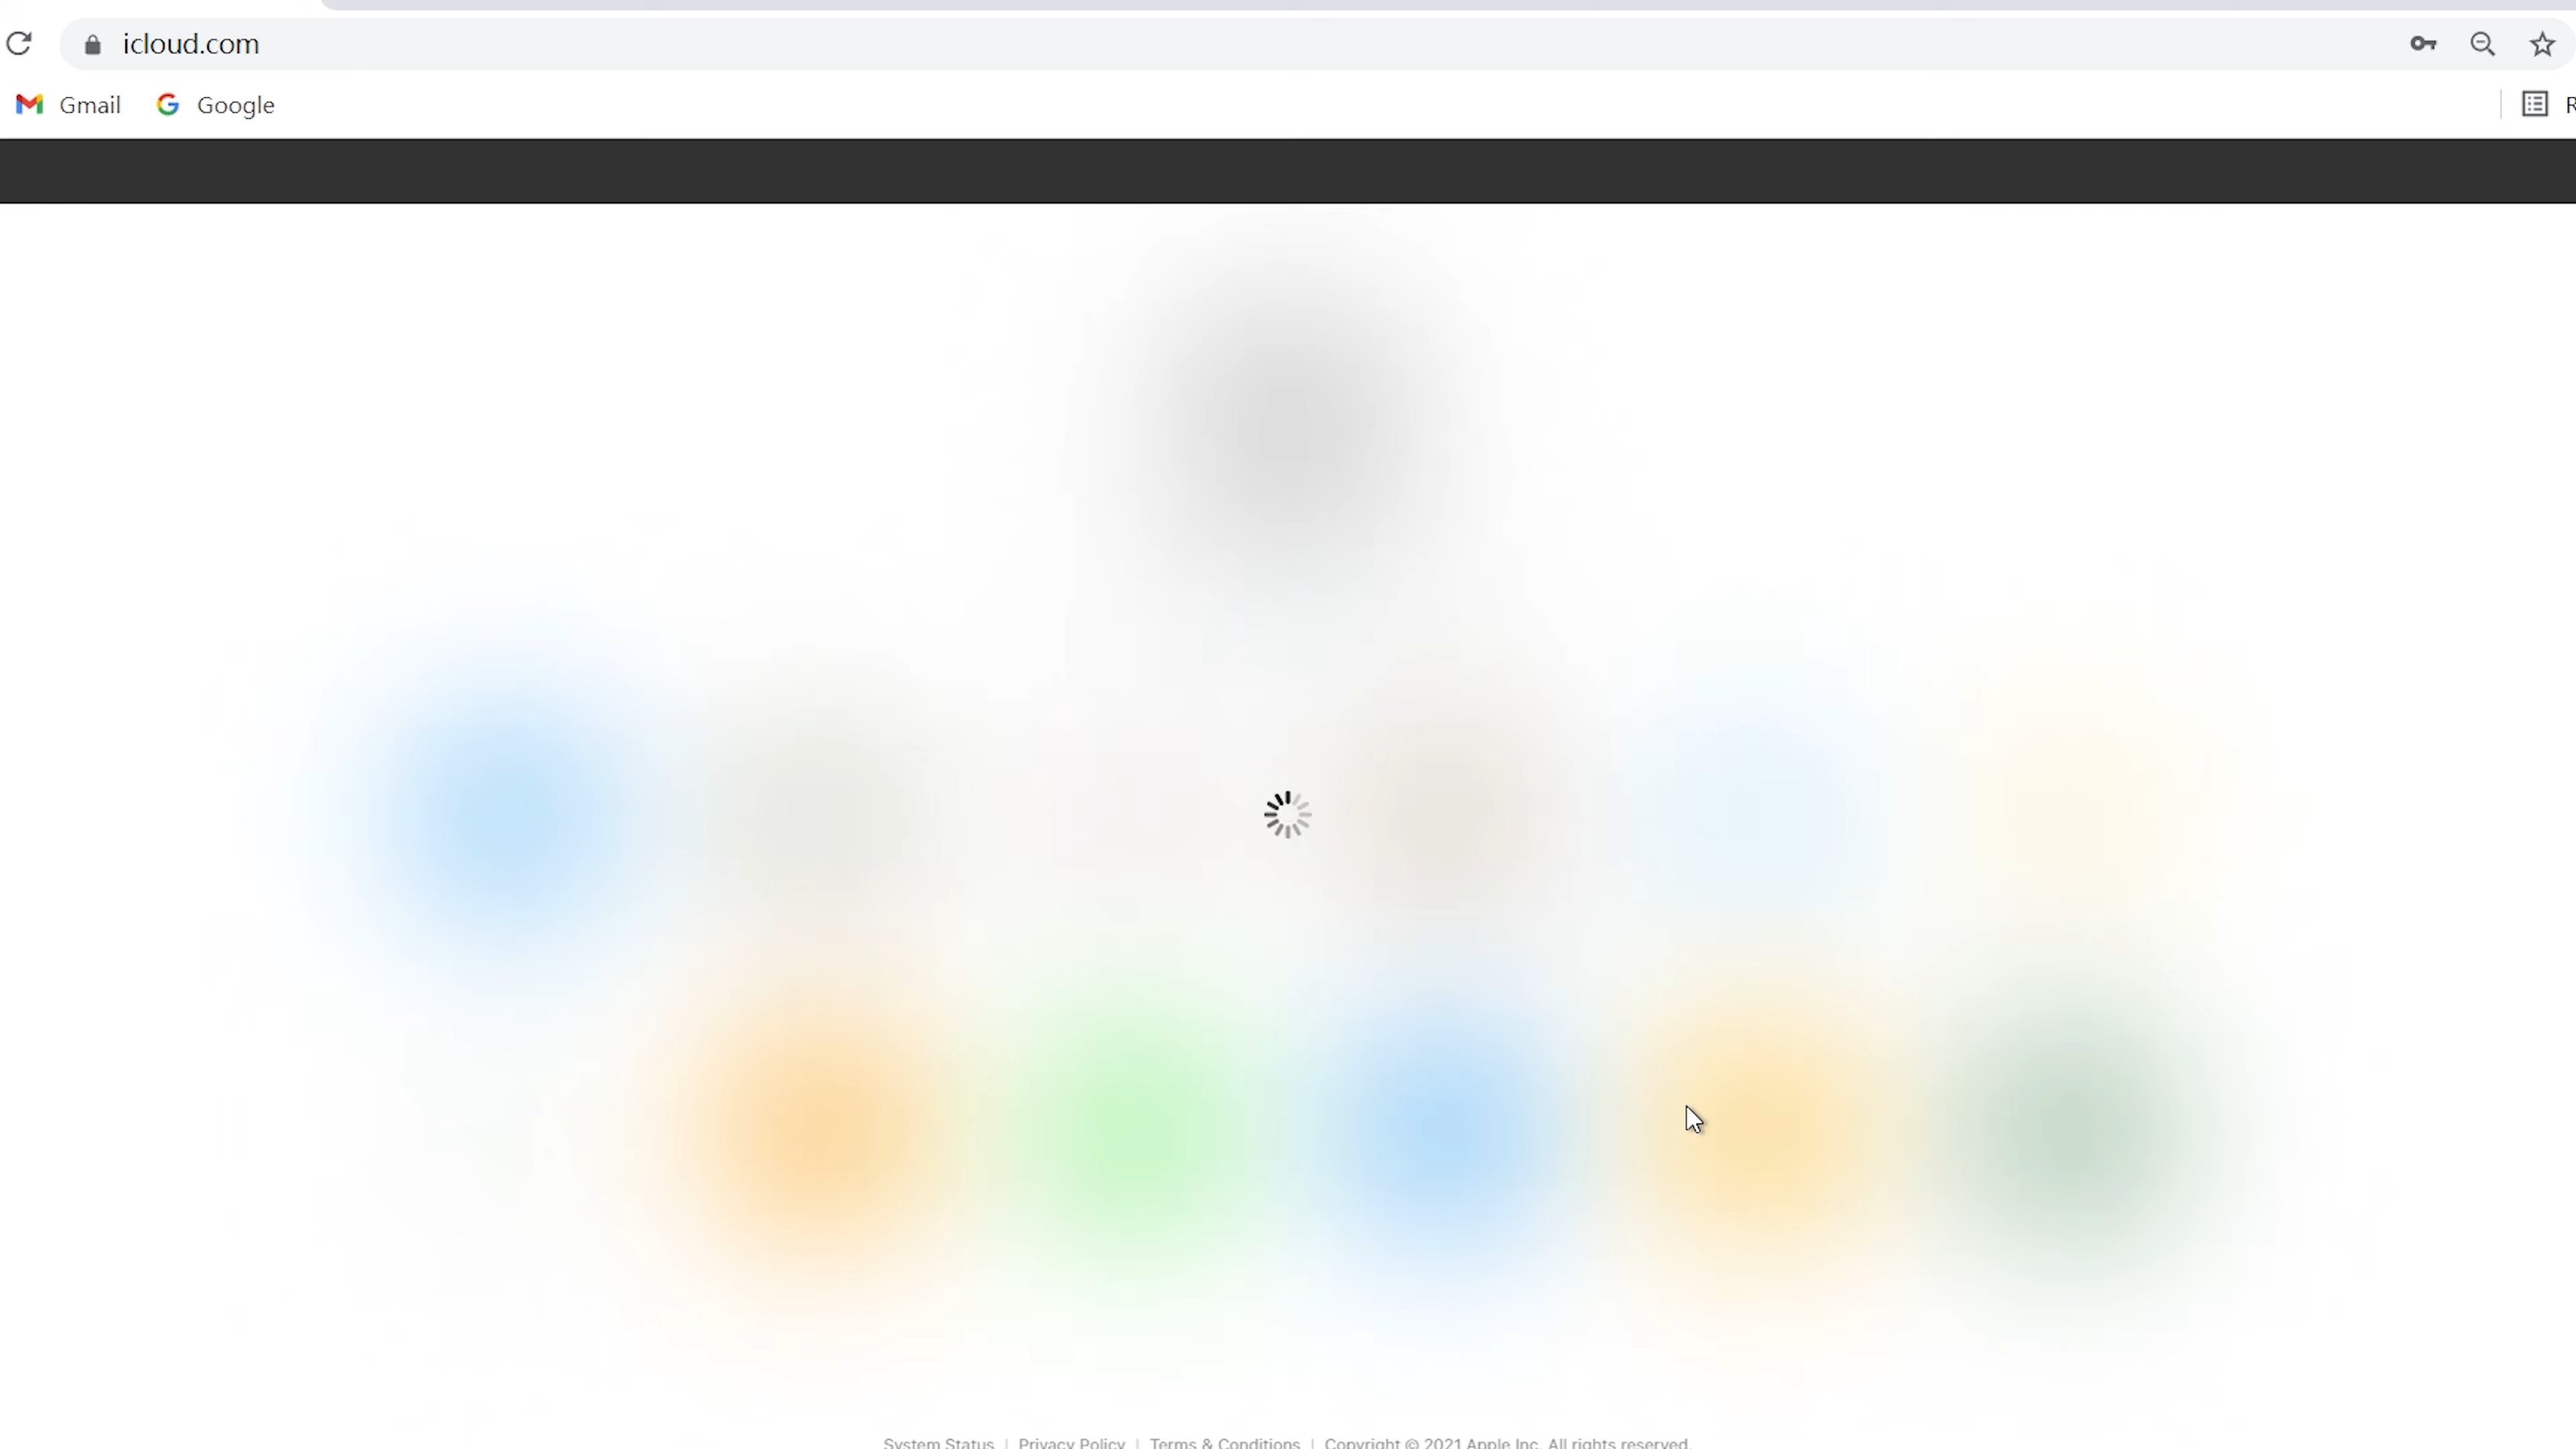 icloud.com
Gmail Google
System Status | Privacy Policy | Terms & Conditions | Copyright © 2021 Apple Inc. All rights reserved.